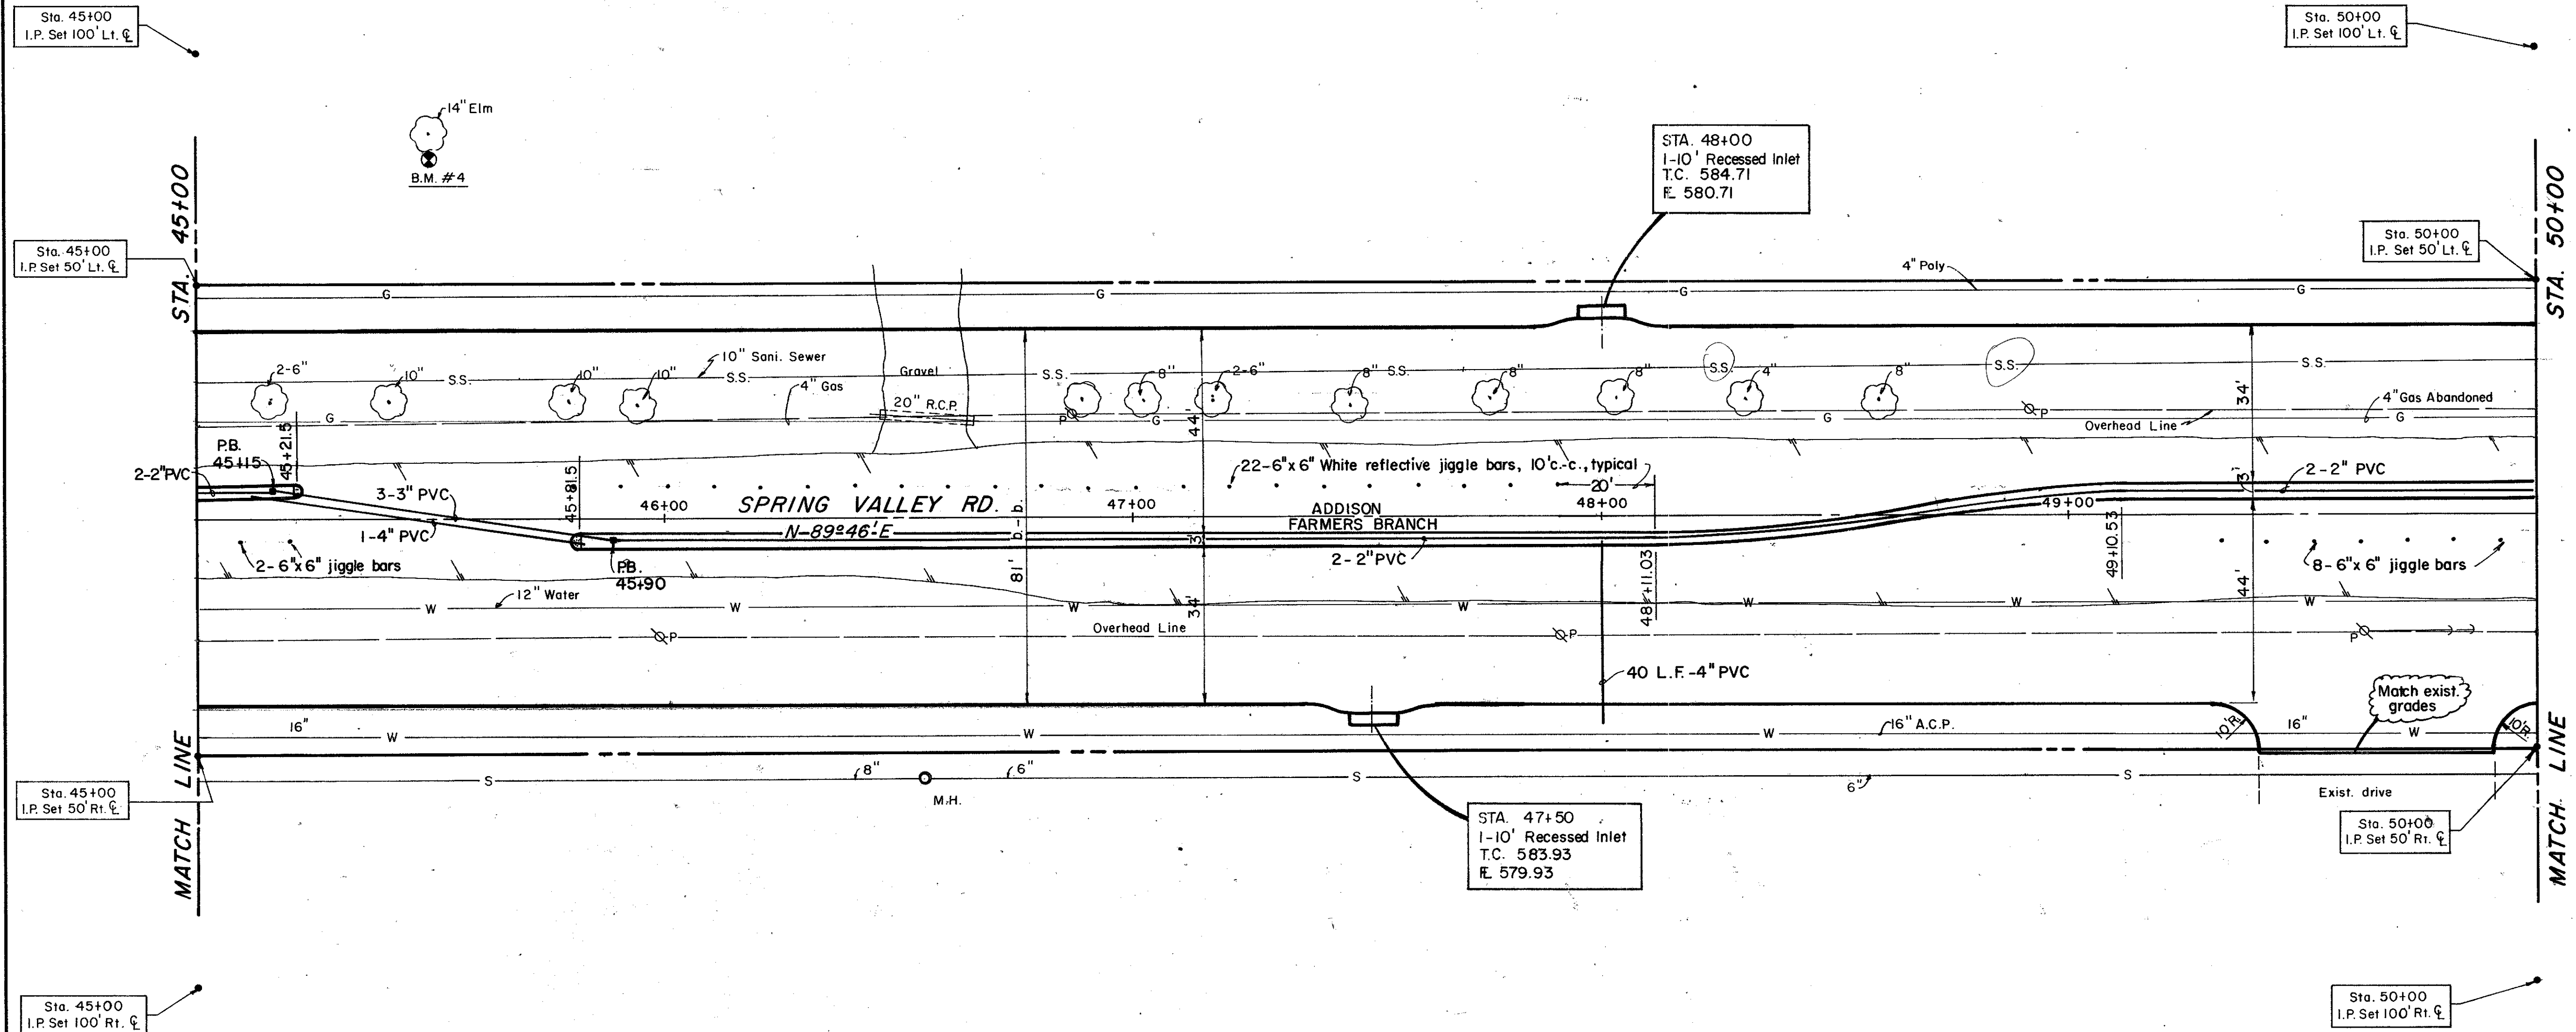 Sta. 45+00
I.P. Set 100' Lt. ℄
Sta. 50+00
I.P. Set 100' Lt. ℄
14" Elm
B.M. #4
STA. 48+00
1-10' Recessed Inlet
T.C. 584.71
FL 580.71
STA. 45+00
STA. 50+00
Sta. 45+00
I.P. Set 50' Lt. ℄
Sta. 50+00
I.P. Set 50' Lt. ℄
4" Poly
G
G
G
G
10" Sani. Sewer
2-6"
10"
S.S.
10"
10"
S.S.
4" Gas
Gravel
20" R.C.P.
S.S.
8"
2-6"
8"
S.S.
8"
8"
S.S.
4"
8"
S.S.
S.S.
34'
4" Gas Abandoned
G
P
G
44'
G
P
G
Overhead Line
P.B.
45+15
45+21.5
2-2" PVC
3-3" PVC
1-4" PVC
45+81.5
46+00
SPRING VALLEY RD.
N-89°46'E
b.-b.
81'
47+00
22-6"x6" White reflective jiggle bars, 10'c.-c., typical
20'
ADDISON
FARMERS BRANCH
48+00
49+00
3'
2-2" PVC
3'
2-6"x6" jiggle bars
P.B.
45+90
2-2" PVC
48+11.03
49+10.53
8-6"x6" jiggle bars
44'
12" Water
W
W
W
34'
W
W
W
W
Overhead Line
P
P
P
40 L.F.-4" PVC
Match exist.
grades
16"
W
W
W
16" A.C.P.
10'R.
16"
W
10'R.
S
8"
M.H.
6"
S
6"
S
Exist. drive
MATCH LINE
MATCH LINE
Sta. 45+00
I.P. Set 50' Rt. ℄
STA. 47+50
1-10' Recessed Inlet
T.C. 583.93
FL 579.93
Sta. 50+00
I.P. Set 50' Rt. ℄
Sta. 45+00
I.P. Set 100' Rt. ℄
Sta. 50+00
I.P. Set 100' Rt. ℄